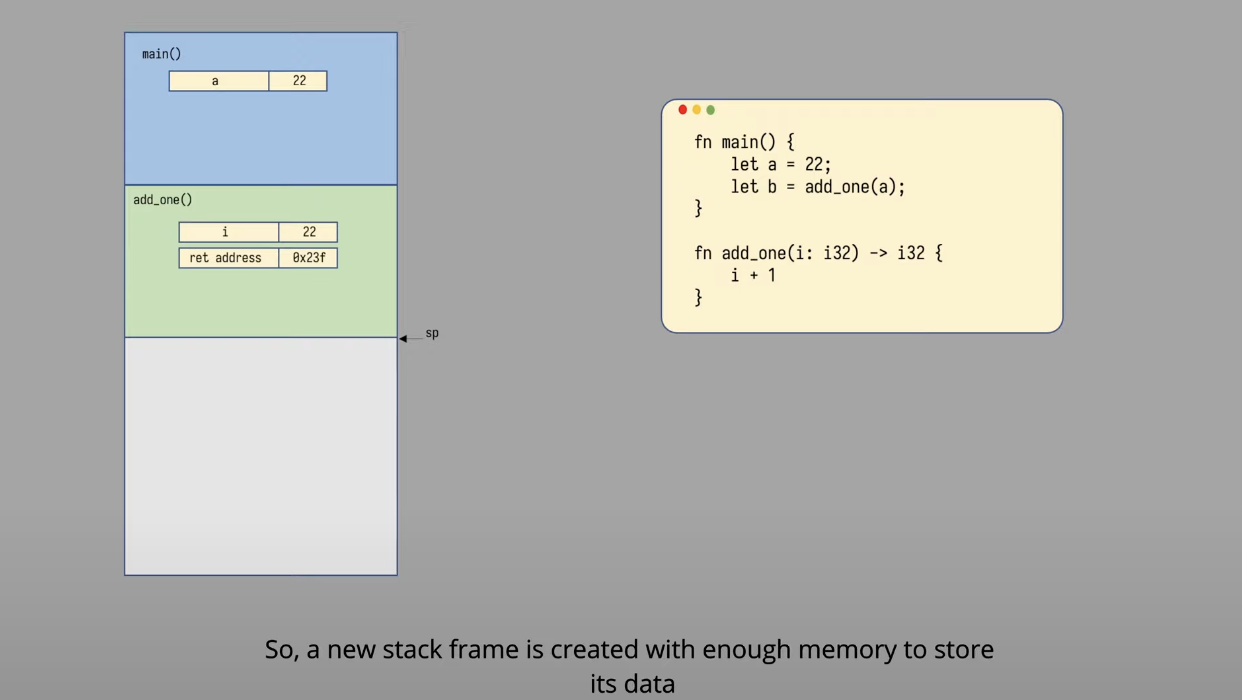 main()
a 22
add_one()
i 22
ret address 0x23f
sp
fn main() {
    let a = 22;
    let b = add_one(a);
}
fn add_one(i: i32) -> i32 {
    i + 1
}
So, a new stack frame is created with enough memory to store
its data